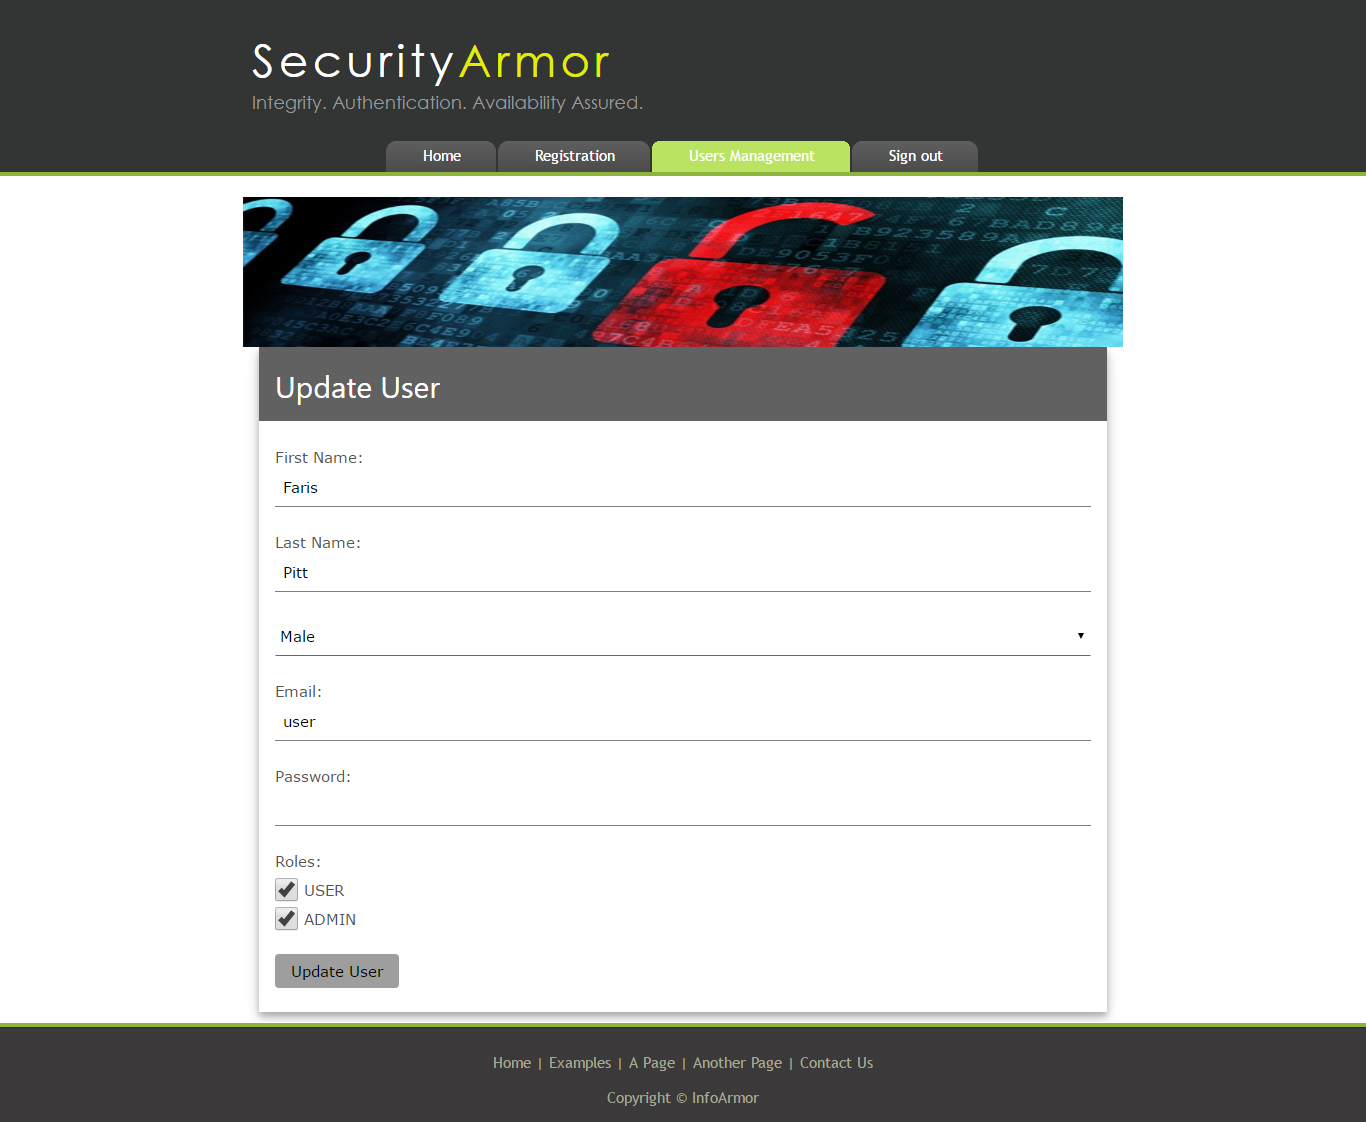 SecurityArmor
Integrity. Authentication. Availability Assured.
Home Registration Users Management Sign out
Update User
First Name:
Faris
Last Name:
Pitt
Male
Email:
user
Password:
Roles:
USER
ADMIN
Update User
Home | Examples | A Page | Another Page | Contact Us
Copyright © InfoArmor